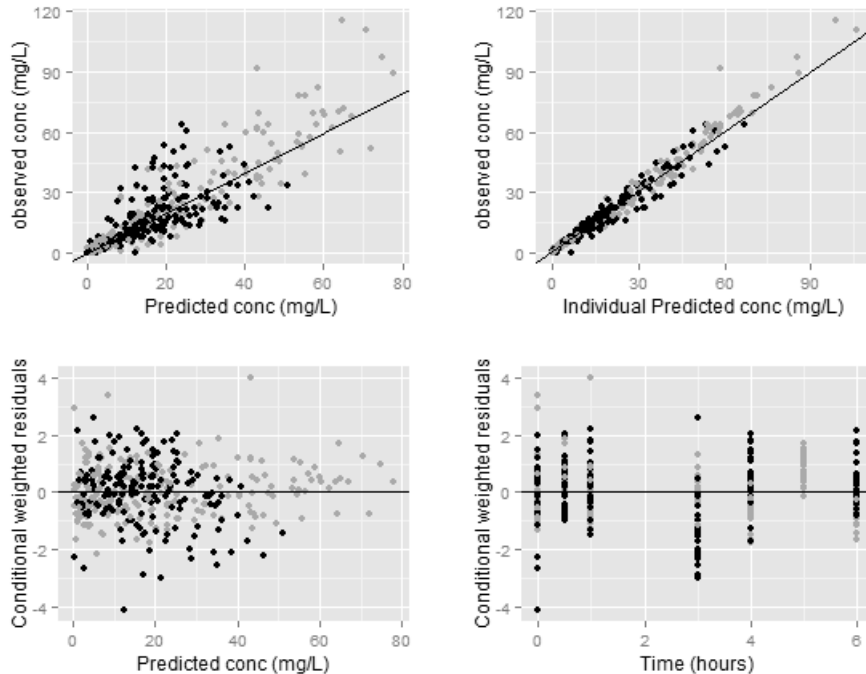 120
90
60
30
0
observed conc (mg/L)
0 20 40 60 80
Predicted conc (mg/L)
120
90
60
30
0
observed conc (mg/L)
0 30 60 90
Individual Predicted conc (mg/L)
4
2
0
-2
-4
Conditional weighted residuals
0 20 40 60 80
Predicted conc (mg/L)
4
2
0
-2
-4
Conditional weighted residuals
0 2 4 6
Time (hours)